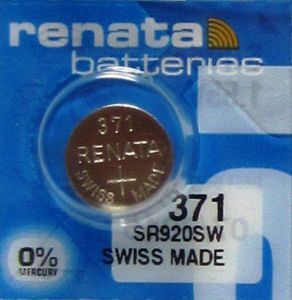 renata
batteries
371
RENATA
+
SWISS MADE
371
SR920SW
SWISS MADE
0%
MERCURY